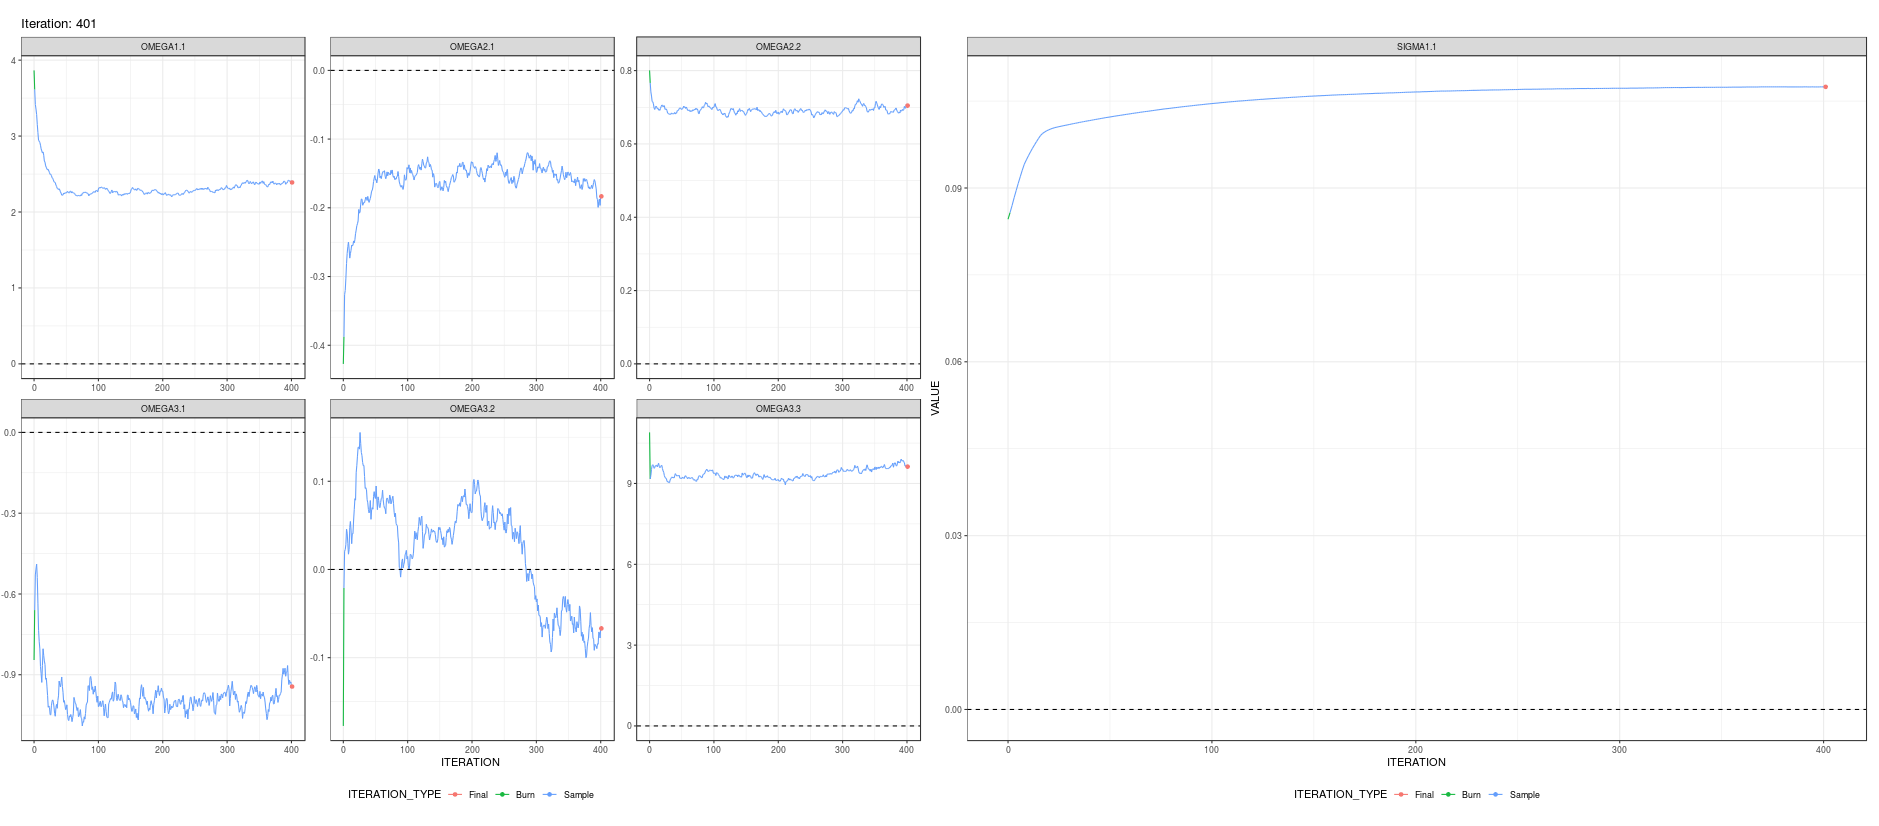 Iteration: 401
OMEGA1.1
OMEGA2.1
OMEGA2.2
SIGMA1.1
4
3
2
1
0
0 100 200 300 400
0.0
-0.1
-0.2
-0.3
-0.4
0 100 200 300 400
0.8
0.6
0.4
0.2
0.0
0 100 200 300 400
OMEGA3.1
OMEGA3.2
OMEGA3.3
0.0
-0.3
-0.6
-0.9
0 100 200 300 400
0.1
0.0
-0.1
0 100 200 300 400
9
6
3
0
0 100 200 300 400
ITERATION
ITERATION_TYPE Final Burn Sample
VALUE
0.09
0.06
0.03
0.00
0 100 200 300 400
ITERATION
ITERATION_TYPE Final Burn Sample